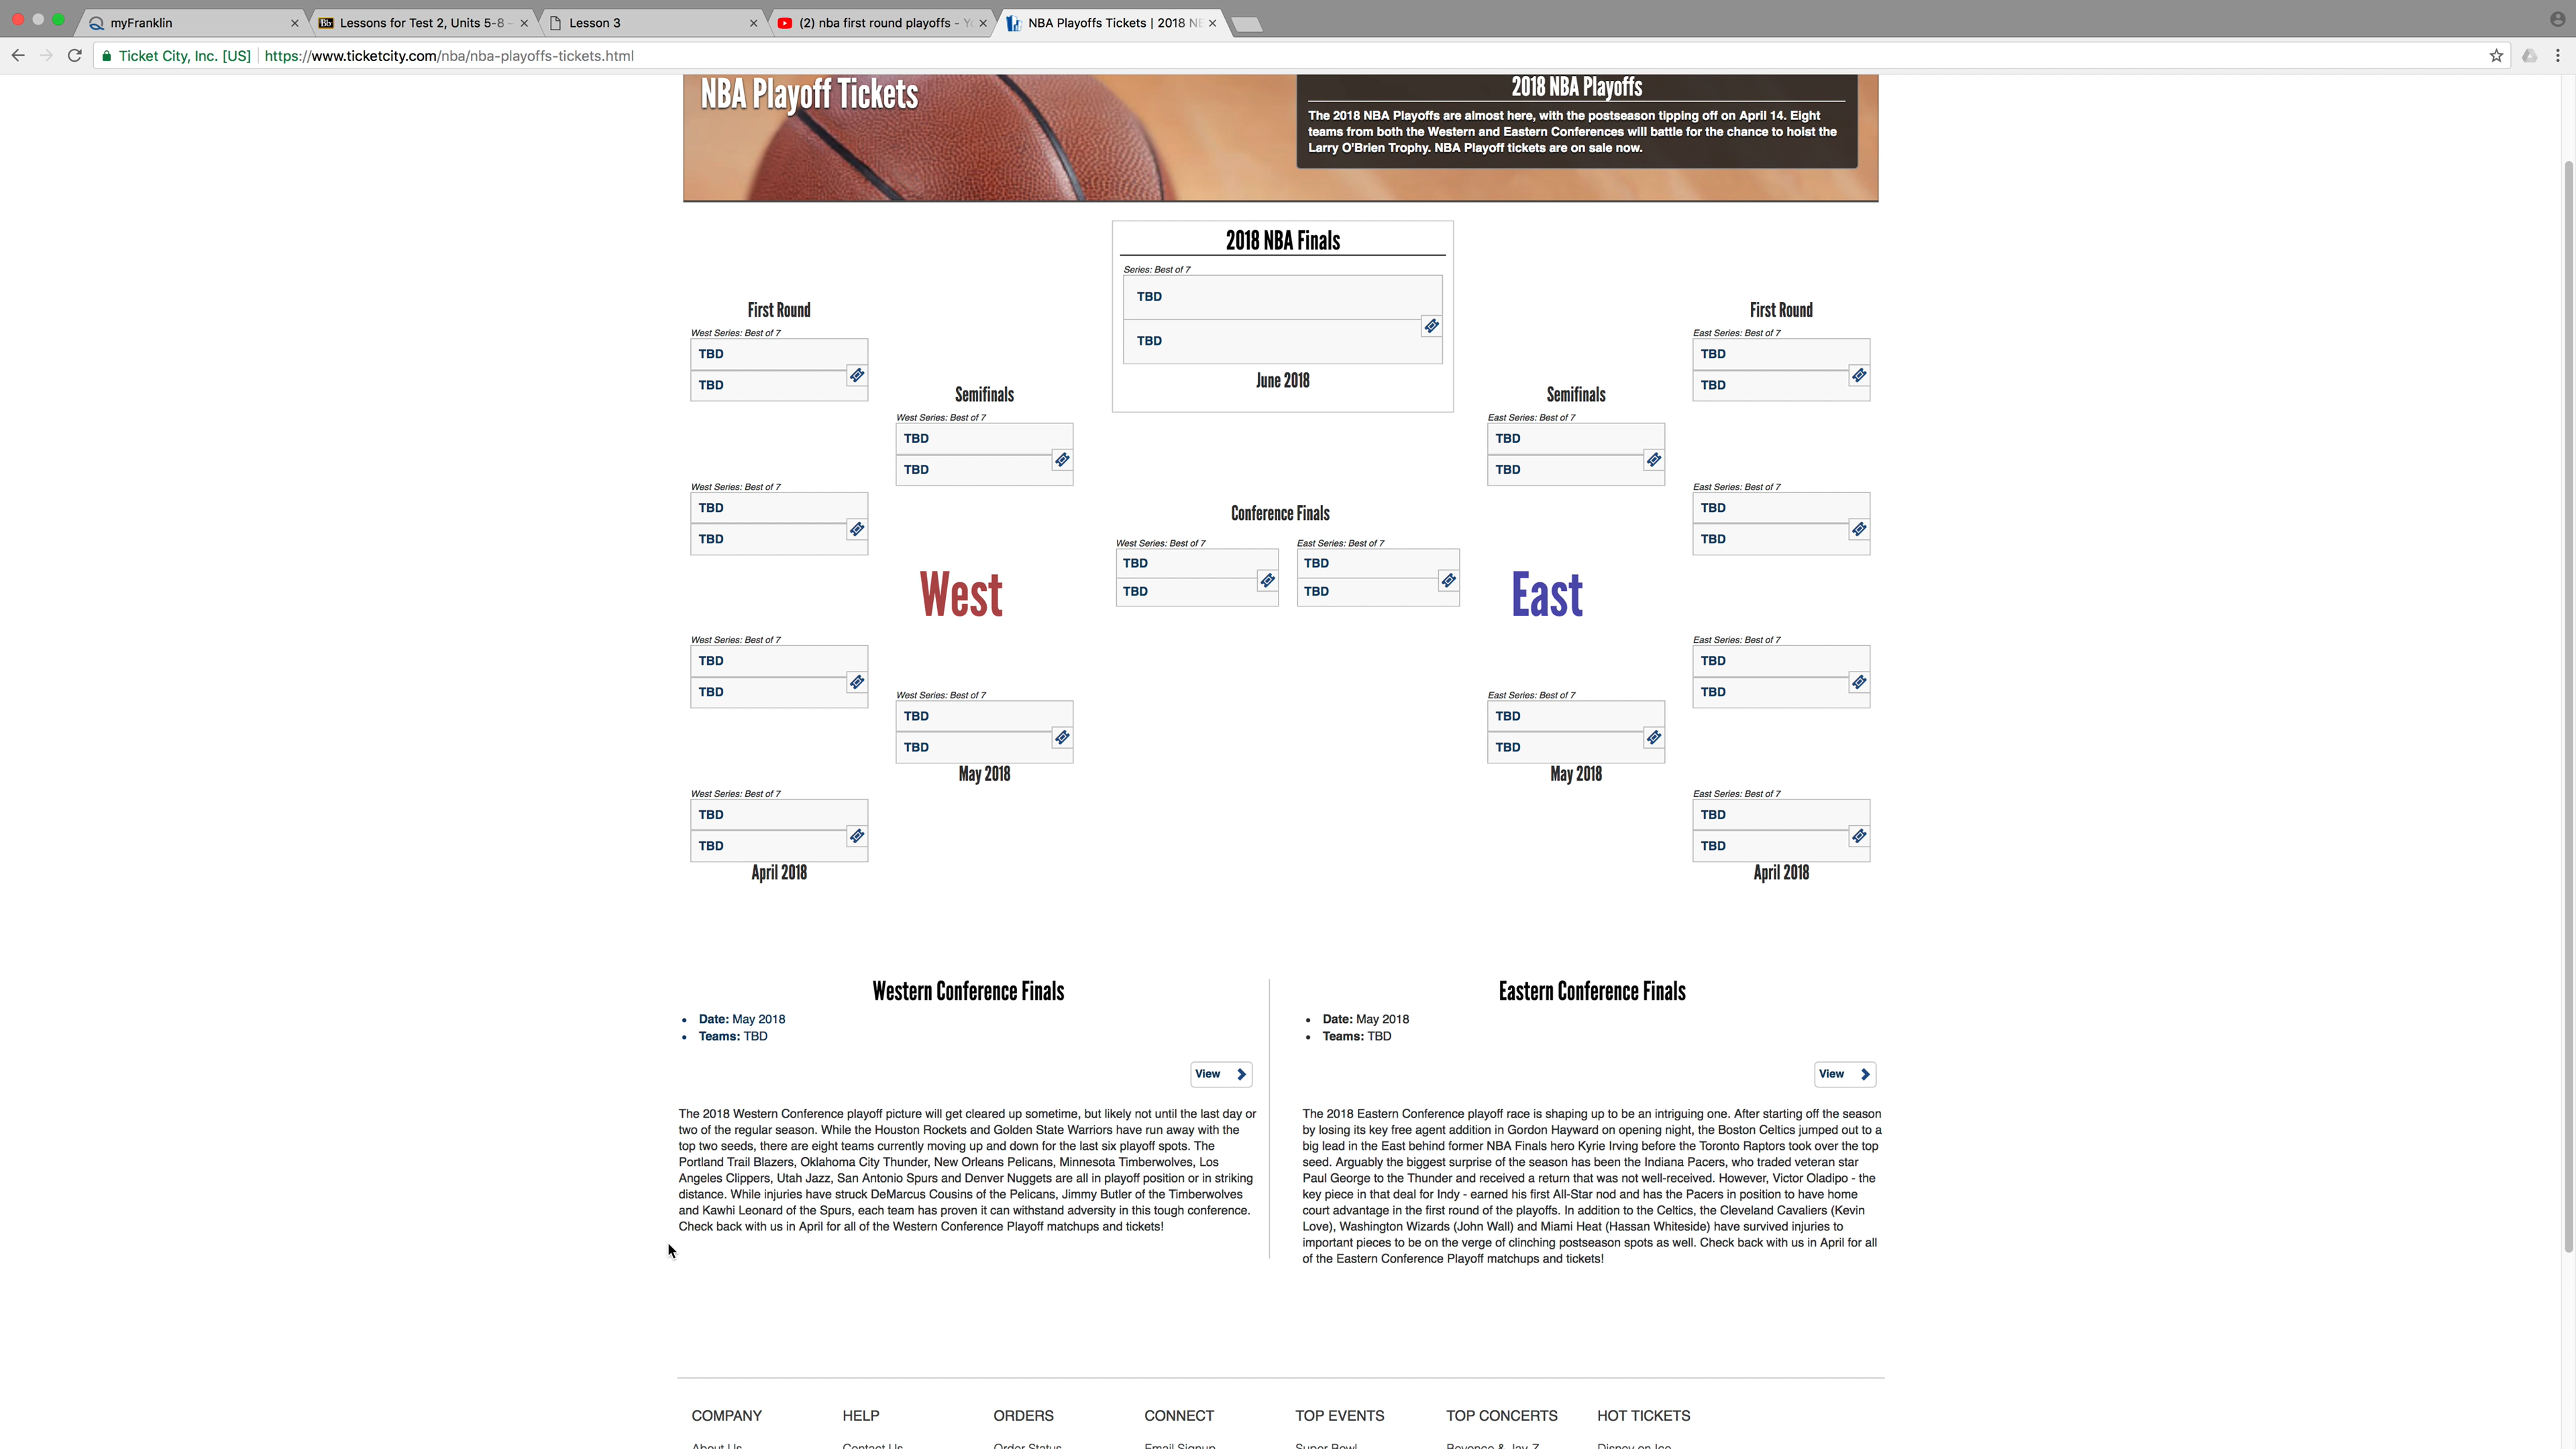 myFranklin
Lessons for Test 2, Units 5-8 -
Lesson 3
(2) nba first round playoffs - Yo
NBA Playoffs Tickets | 2018 NB
Ticket City, Inc. [US] https://www.ticketcity.com/nba/nba-playoffs-tickets.html
NBA Playoff Tickets
2018 NBA Playoffs
The 2018 NBA Playoffs are almost here, with the postseason tipping off on April 14. Eight
teams from both the Western and Eastern Conferences will battle for the chance to hoist the
Larry O'Brien Trophy. NBA Playoff tickets are on sale now.
2018 NBA Finals
Series: Best of 7
TBD
TBD
June 2018
First Round
West Series: Best of 7
TBD
TBD
West Series: Best of 7
TBD
TBD
West Series: Best of 7
TBD
TBD
West Series: Best of 7
TBD
TBD
April 2018
Semifinals
West Series: Best of 7
TBD
TBD
West
West Series: Best of 7
TBD
TBD
May 2018
Conference Finals
West Series: Best of 7
TBD
TBD
East Series: Best of 7
TBD
TBD
Semifinals
East Series: Best of 7
TBD
TBD
East
East Series: Best of 7
TBD
TBD
May 2018
First Round
East Series: Best of 7
TBD
TBD
East Series: Best of 7
TBD
TBD
East Series: Best of 7
TBD
TBD
East Series: Best of 7
TBD
TBD
April 2018
Western Conference Finals
• Date: May 2018
• Teams: TBD
View
The 2018 Western Conference playoff picture will get cleared up sometime, but likely not until the last day or
two of the regular season. While the Houston Rockets and Golden State Warriors have run away with the
top two seeds, there are eight teams currently moving up and down for the last six playoff spots. The
Portland Trail Blazers, Oklahoma City Thunder, New Orleans Pelicans, Minnesota Timberwolves, Los
Angeles Clippers, Utah Jazz, San Antonio Spurs and Denver Nuggets are all in playoff position or in striking
distance. While injuries have struck DeMarcus Cousins of the Pelicans, Jimmy Butler of the Timberwolves
and Kawhi Leonard of the Spurs, each team has proven it can withstand adversity in this tough conference.
Check back with us in April for all of the Western Conference Playoff matchups and tickets!
Eastern Conference Finals
• Date: May 2018
• Teams: TBD
View
The 2018 Eastern Conference playoff race is shaping up to be an intriguing one. After starting off the season
by losing its key free agent addition in Gordon Hayward on opening night, the Boston Celtics jumped out to a
big lead in the East behind former NBA Finals hero Kyrie Irving before the Toronto Raptors took over the top
seed. Arguably the biggest surprise of the season has been the Indiana Pacers, who traded veteran star
Paul George to the Thunder and received a return that was not well-received. However, Victor Oladipo - the
key piece in that deal for Indy - earned his first All-Star nod and has the Pacers in position to have home
court advantage in the first round of the playoffs. In addition to the Celtics, the Cleveland Cavaliers (Kevin
Love), Washington Wizards (John Wall) and Miami Heat (Hassan Whiteside) have survived injuries to
important pieces to be on the verge of clinching postseason spots as well. Check back with us in April for all
of the Eastern Conference Playoff matchups and tickets!
COMPANY HELP ORDERS CONNECT TOP EVENTS TOP CONCERTS HOT TICKETS
About Us Contact Us Order Status Email Signup Super Bowl Beyonce & Jay-Z Disney on Ice